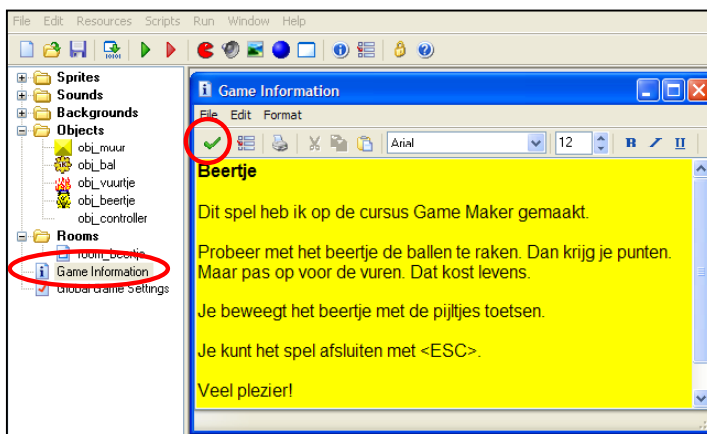 File Edit Resources Scripts Run Window Help
Sprites
Sounds
Backgrounds
Objects
obj_muur
obj_bal
obj_vuurtje
obj_beertje
obj_controller
Rooms
room_beertje
Game Information
Global Game Settings
Game Information
File Edit Format
Arial 12 B I U
Beertje
Dit spel heb ik op de cursus Game Maker gemaakt.
Probeer met het beertje de ballen te raken. Dan krijg je punten.
Maar pas op voor de vuren. Dat kost levens.
Je beweegt het beertje met de pijltjes toetsen.
Je kunt het spel afsluiten met <ESC>.
Veel plezier!